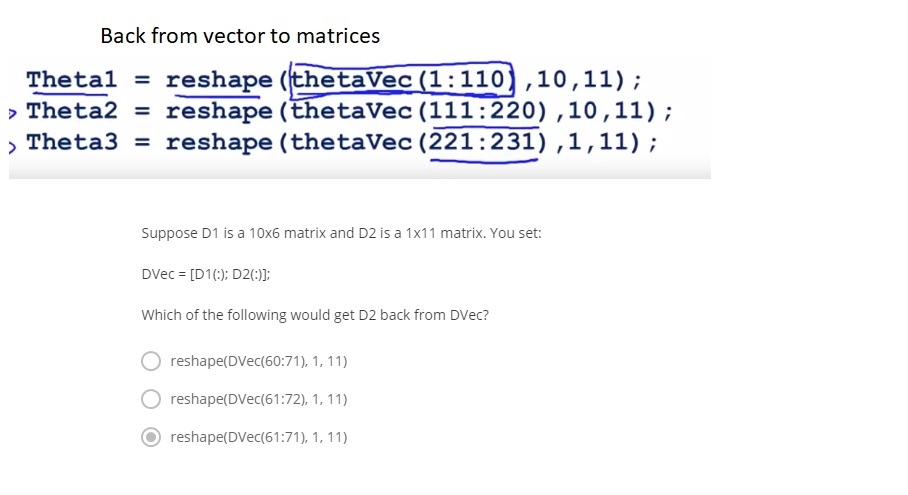 Back from vector to matrices
Theta1 = reshape(thetaVec(1:110),10,11);
Theta2 = reshape(thetaVec(111:220),10,11);
Theta3 = reshape(thetaVec(221:231),1,11);
Suppose D1 is a 10x6 matrix and D2 is a 1x11 matrix. You set:
DVec = [D1(:); D2(:)];
Which of the following would get D2 back from DVec?
reshape(DVec(60:71), 1, 11)
reshape(DVec(61:72), 1, 11)
reshape(DVec(61:71), 1, 11)